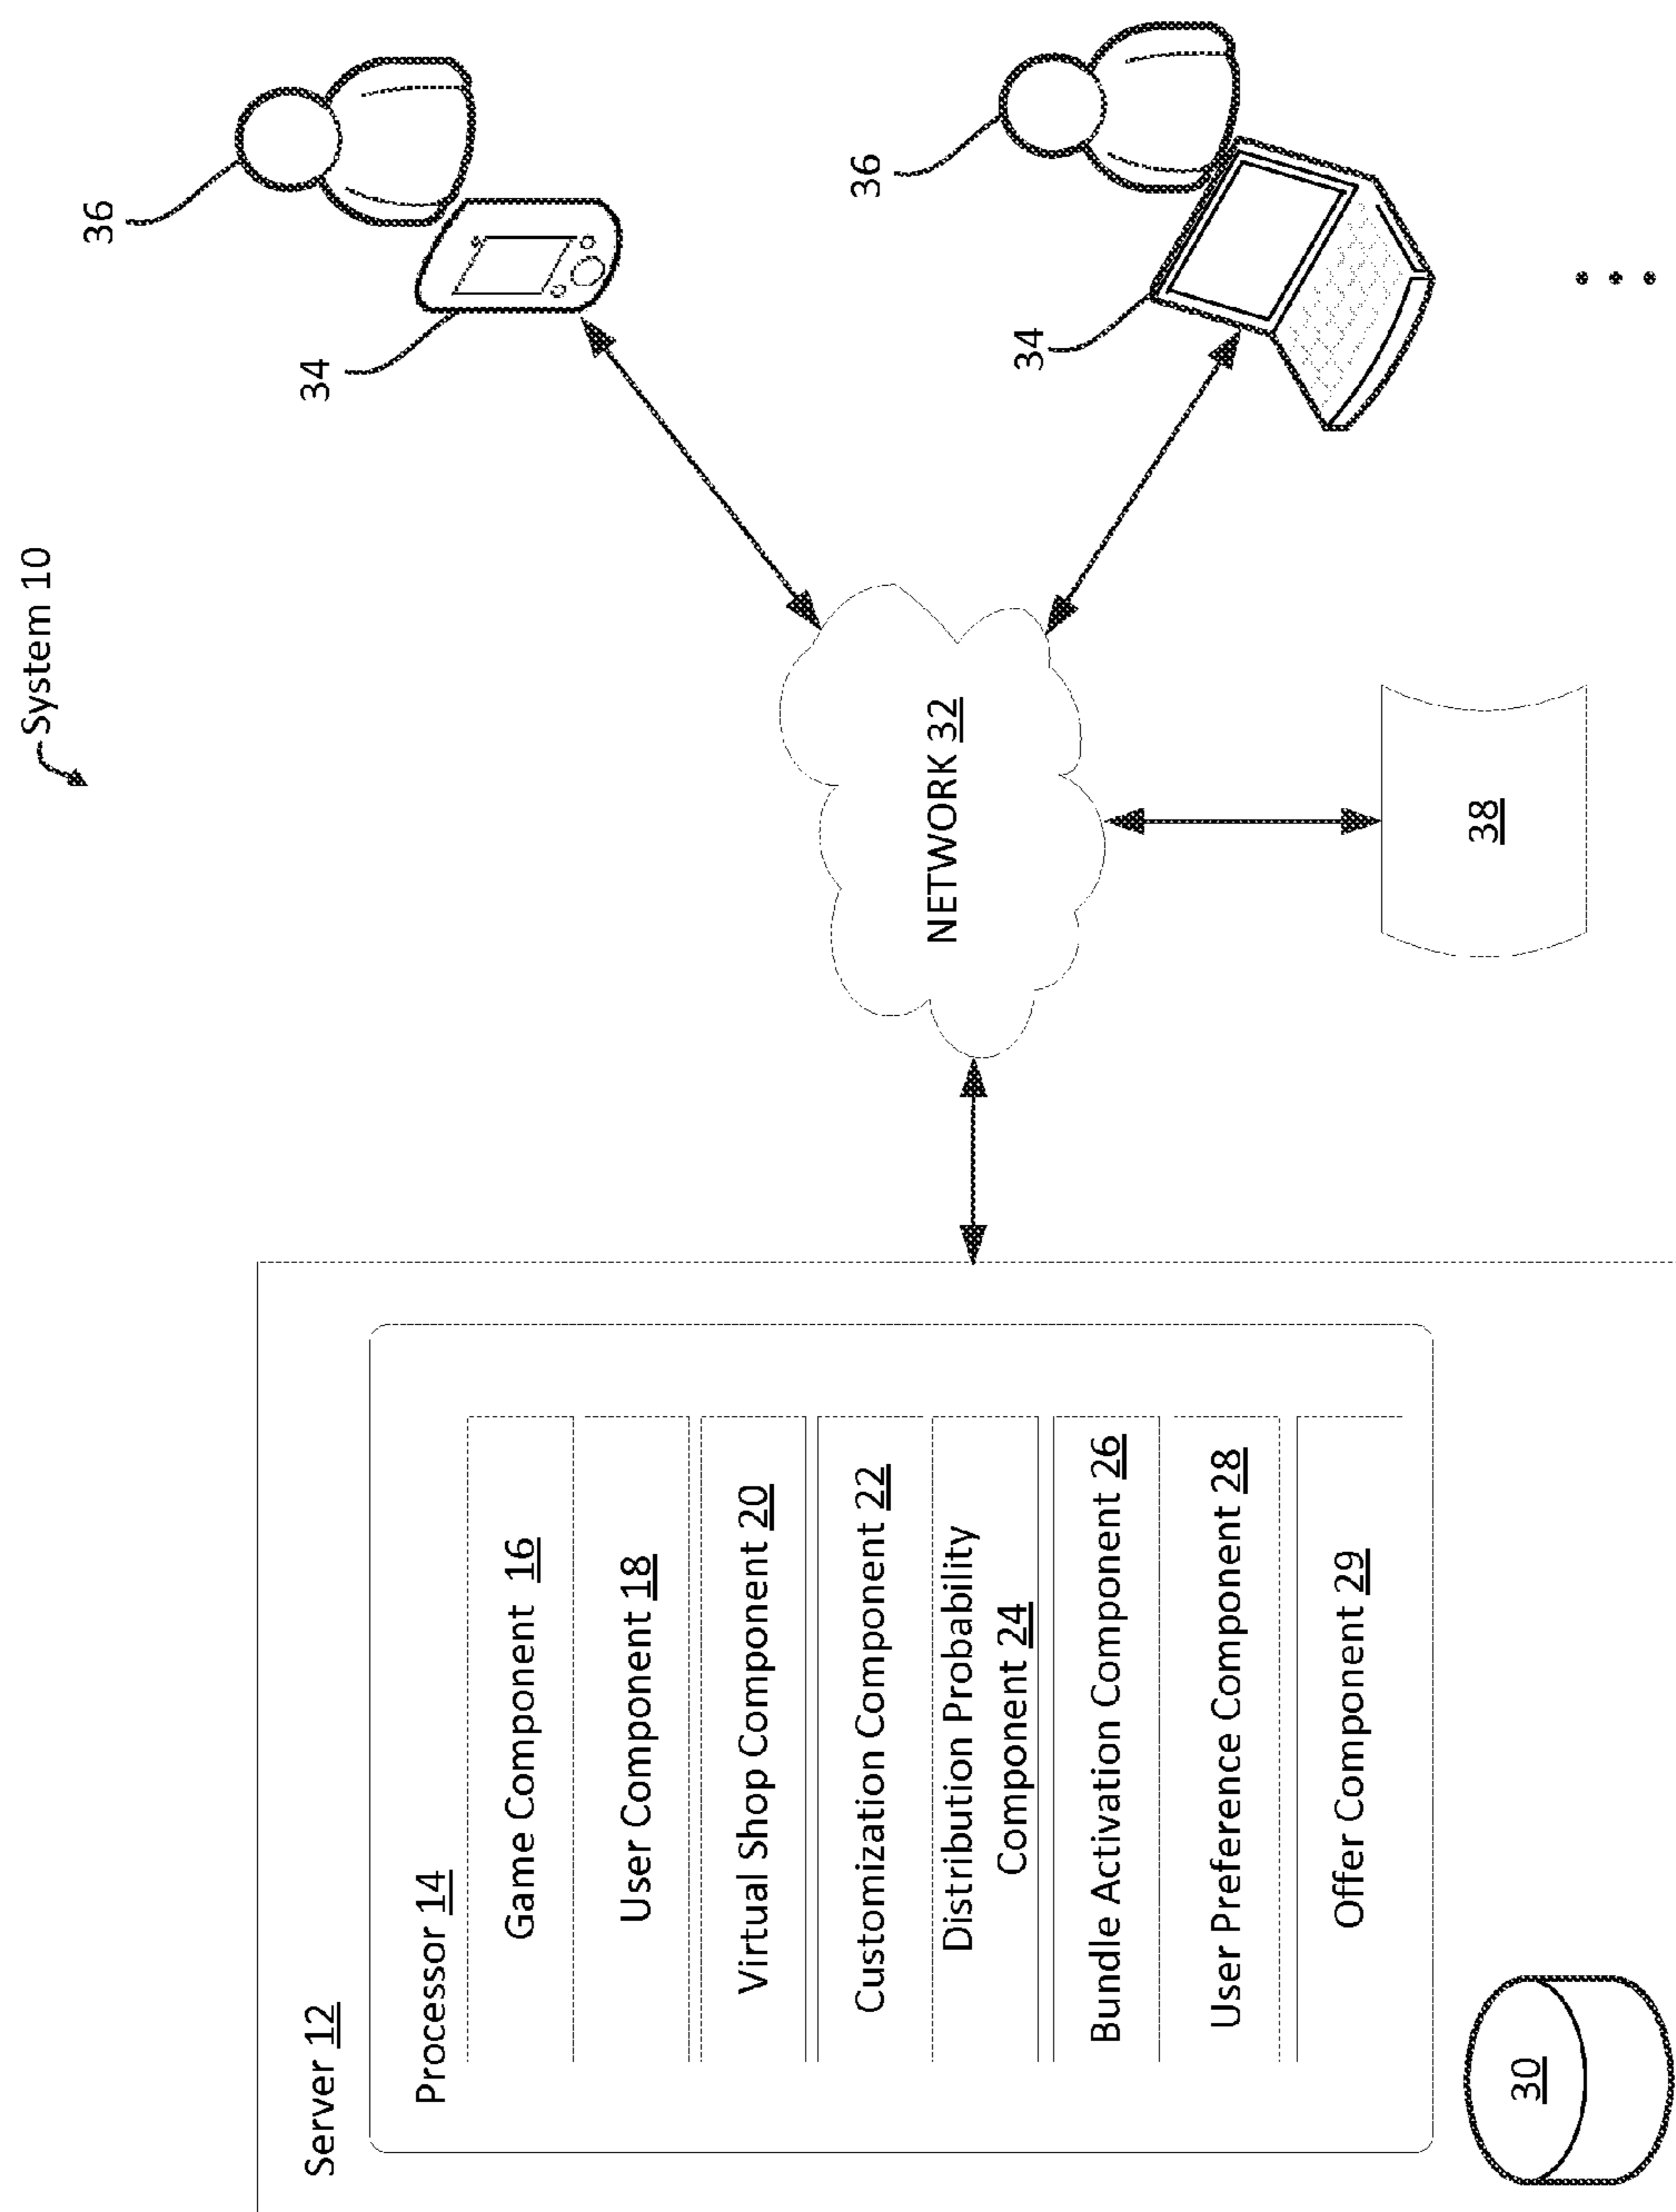 System 10
Server 12
Processor 14
Game Component 16
User Component 18
Virtual Shop Component 20
Customization Component 22
Distribution Probability
Component 24
Bundle Activation Component 26
User Preference Component 28
Offer Component 29
30
NETWORK 32
38
34
36
34
36